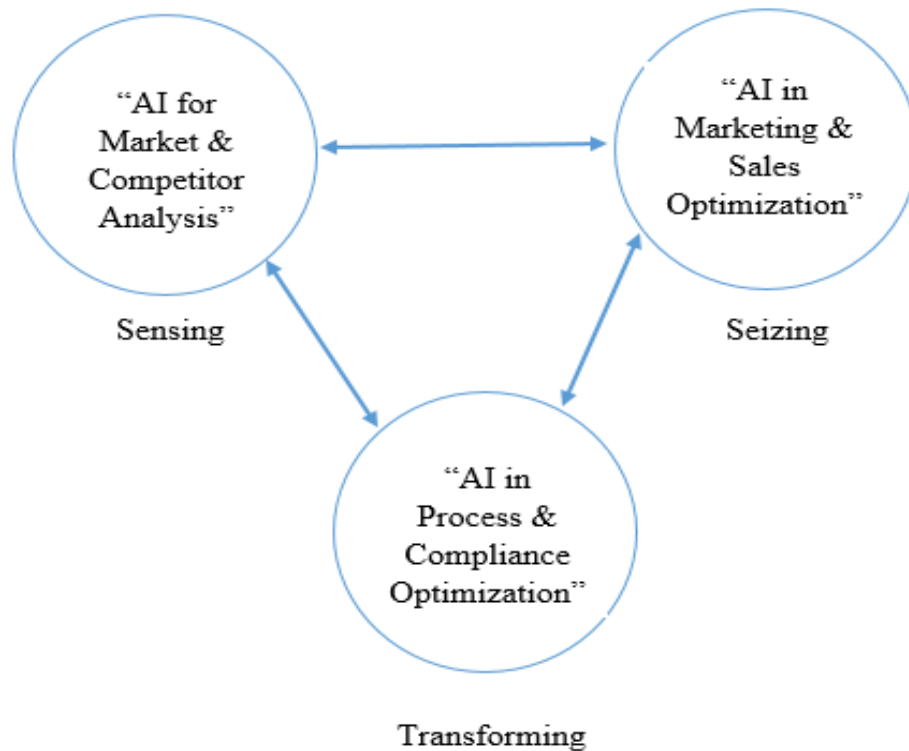 “AI for
Market &
Competitor
Analysis”
Sensing
“AI in
Marketing &
Sales
Optimization”
Seizing
“AI in
Process &
Compliance
Optimization”
Transforming